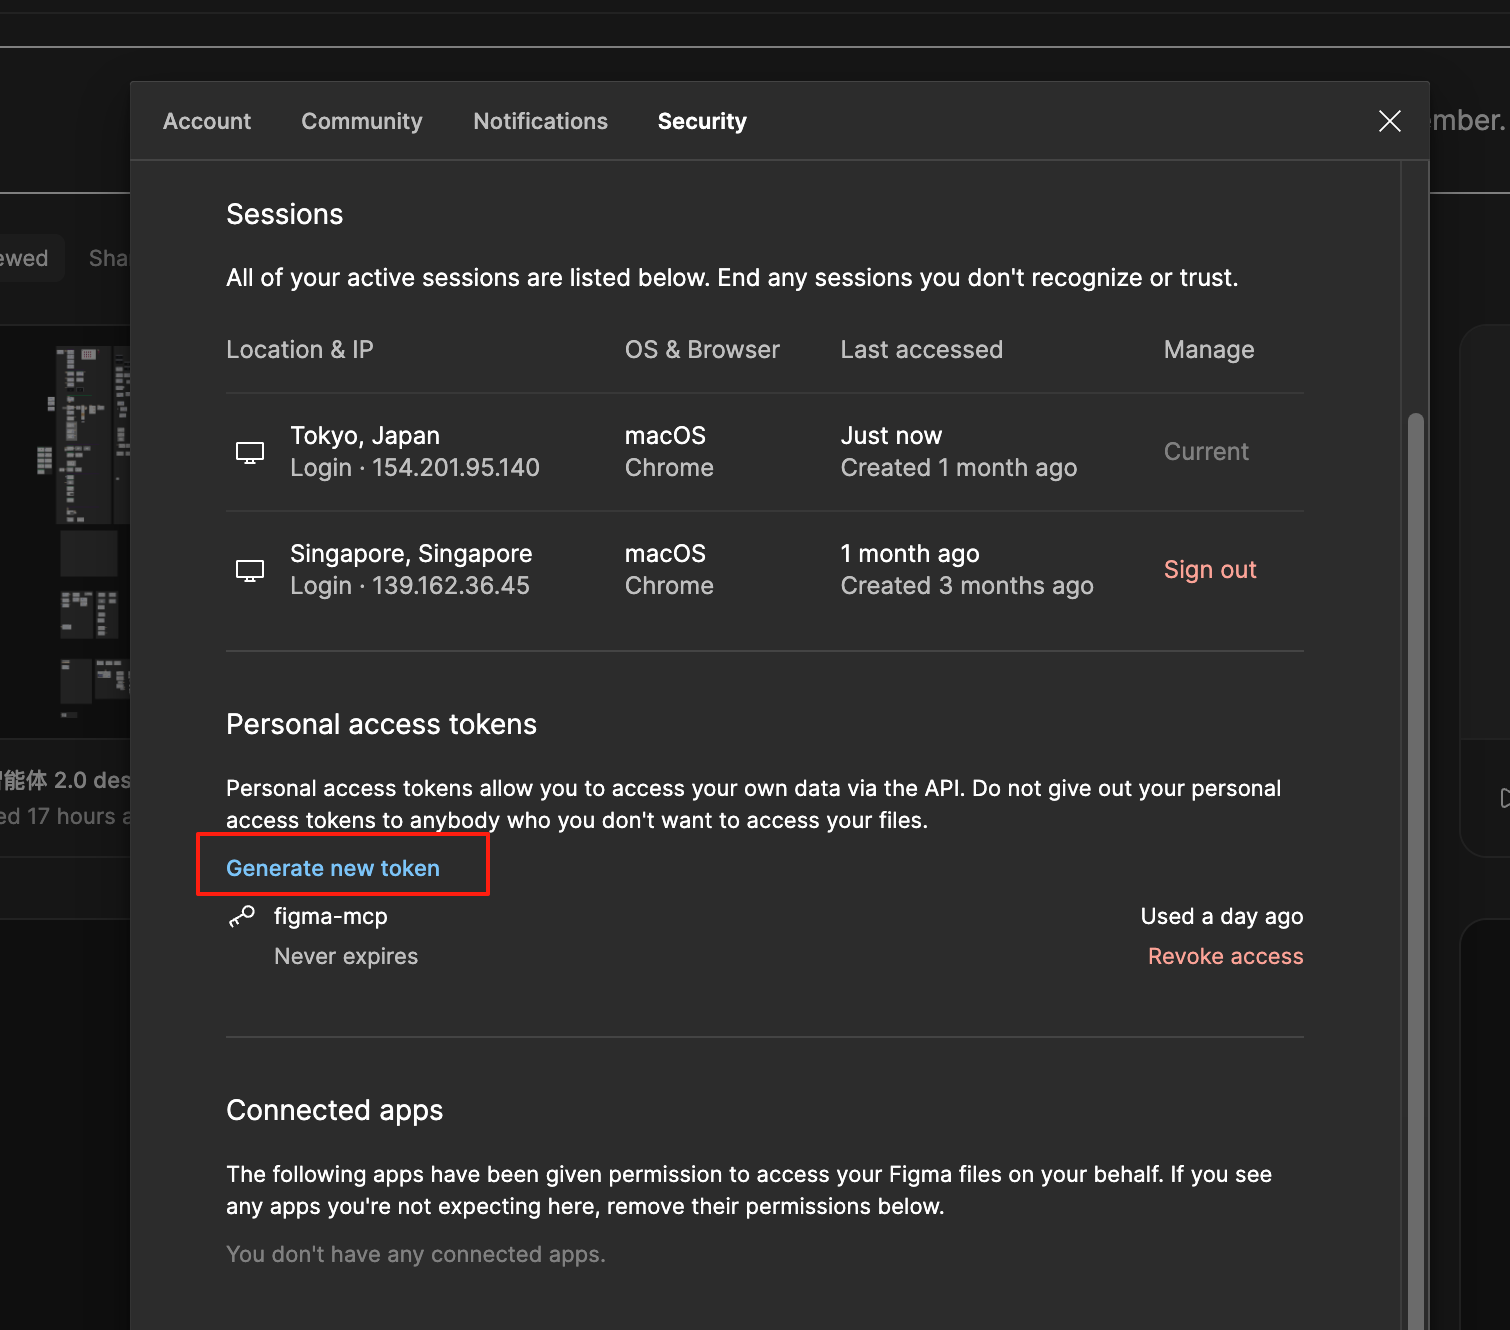 Account Community Notifications Security
ember.
ewed Sha
Sessions
All of your active sessions are listed below. End any sessions you don't recognize or trust.
Location & IP OS & Browser Last accessed Manage
Tokyo, Japan macOS Just now
Login · 154.201.95.140 Chrome Created 1 month ago
Current
Singapore, Singapore macOS 1 month ago
Login · 139.162.36.45 Chrome Created 3 months ago
Sign out
Personal access tokens
Personal access tokens allow you to access your own data via the API. Do not give out your personal
access tokens to anybody who you don't want to access your files.
Generate new token
figma-mcp Used a day ago
Never expires Revoke access
能体 2.0 des
ed 17 hours a
Connected apps
The following apps have been given permission to access your Figma files on your behalf. If you see
any apps you're not expecting here, remove their permissions below.
You don't have any connected apps.